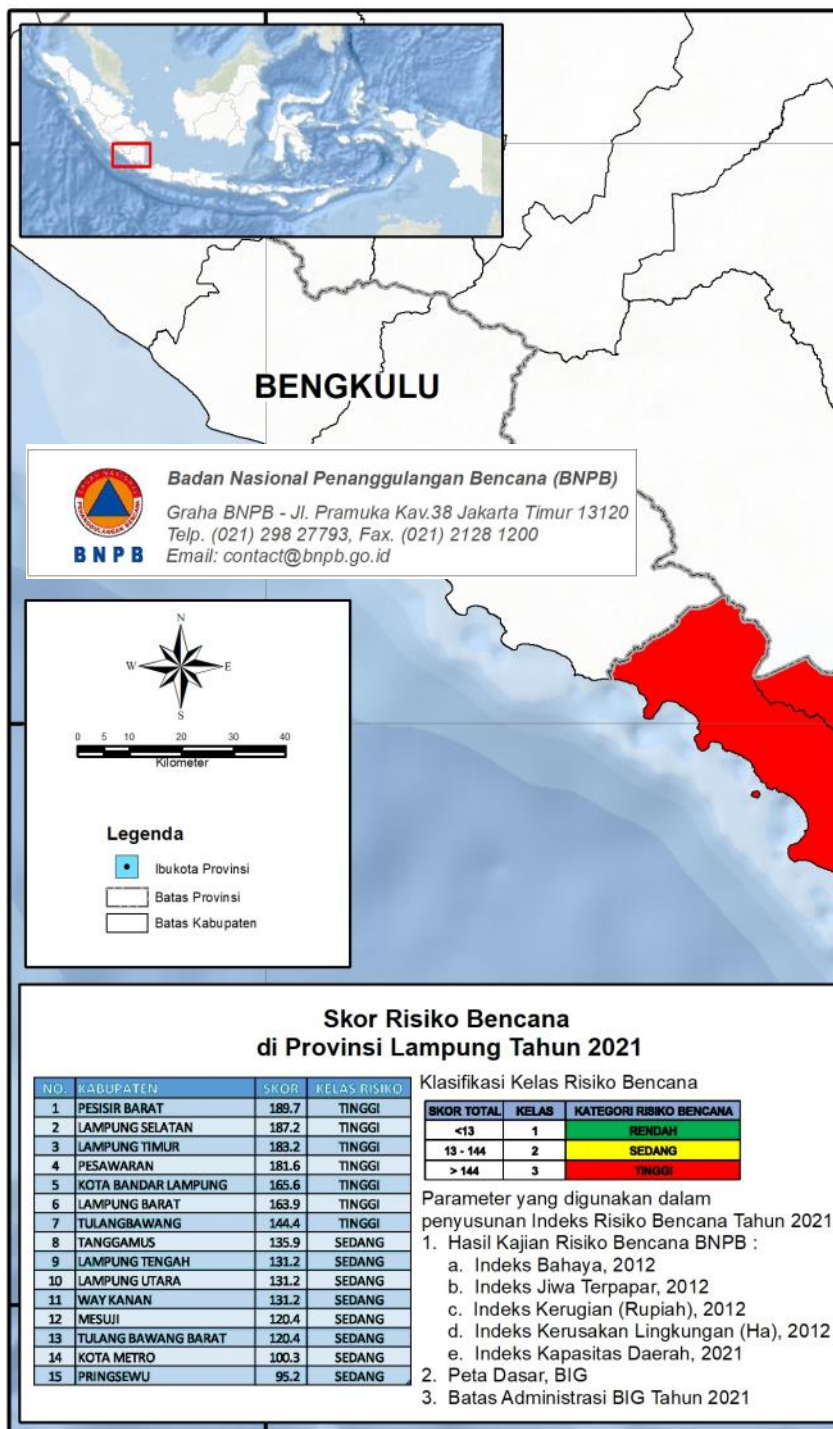 BENGKULU
BADAN NASIONAL
PENANGGULANGAN BENCANA
BNPB
Badan Nasional Penanggulangan Bencana (BNPB)
Graha BNPB - Jl. Pramuka Kav.38 Jakarta Timur 13120
Telp. (021) 298 27793, Fax. (021) 2128 1200
Email: contact@bnpb.go.id
N
W E
S
0 5 10 20 30 40
Kilometer
Legenda
Ibukota Provinsi
Batas Provinsi
Batas Kabupaten
Skor Risiko Bencana
di Provinsi Lampung Tahun 2021
NO. KABUPATEN SKOR KELAS RISIKO
1 PESISIR BARAT 189.7 TINGGI
2 LAMPUNG SELATAN 187.2 TINGGI
3 LAMPUNG TIMUR 183.2 TINGGI
4 PESAWARAN 181.6 TINGGI
5 KOTA BANDAR LAMPUNG 165.6 TINGGI
6 LAMPUNG BARAT 163.9 TINGGI
7 TULANGBAWANG 144.4 TINGGI
8 TANGGAMUS 135.9 SEDANG
9 LAMPUNG TENGAH 131.2 SEDANG
10 LAMPUNG UTARA 131.2 SEDANG
11 WAY KANAN 131.2 SEDANG
12 MESUJI 120.4 SEDANG
13 TULANG BAWANG BARAT 120.4 SEDANG
14 KOTA METRO 100.3 SEDANG
15 PRINGSEWU 95.2 SEDANG
Klasifikasi Kelas Risiko Bencana
SKOR TOTAL KELAS KATEGORI RISIKO BENCANA
<13 1 RENDAH
13 - 144 2 SEDANG
> 144 3 TINGGI
Parameter yang digunakan dalam
penyusunan Indeks Risiko Bencana Tahun 2021
1. Hasil Kajian Risiko Bencana BNPB :
a. Indeks Bahaya, 2012
b. Indeks Jiwa Terpapar, 2012
c. Indeks Kerugian (Rupiah), 2012
d. Indeks Kerusakan Lingkungan (Ha), 2012
e. Indeks Kapasitas Daerah, 2021
2. Peta Dasar, BIG
3. Batas Administrasi BIG Tahun 2021